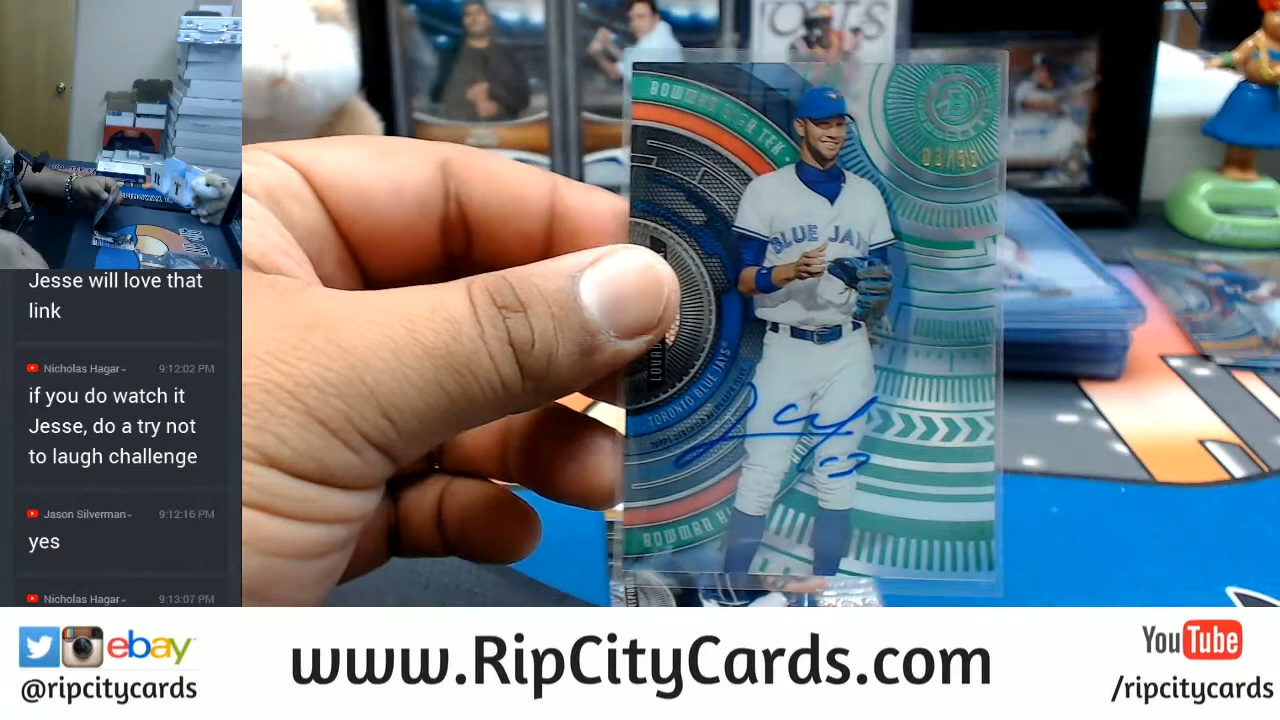 Jesse will love that
link
Nicholas Hagar
9:12:02 PM
if you do watch it
Jesse, do a try not
to laugh challenge
Jason Silverman
9:12:16 PM
yes
Nicholas Hagar
9:13:07 PM
BOWMAN HIGH TEK
BLUE JAYS
TORONTO BLUE JAYS
ebay
@ripcitycards
www.RipCityCards.com
YouTube
/ripcitycards